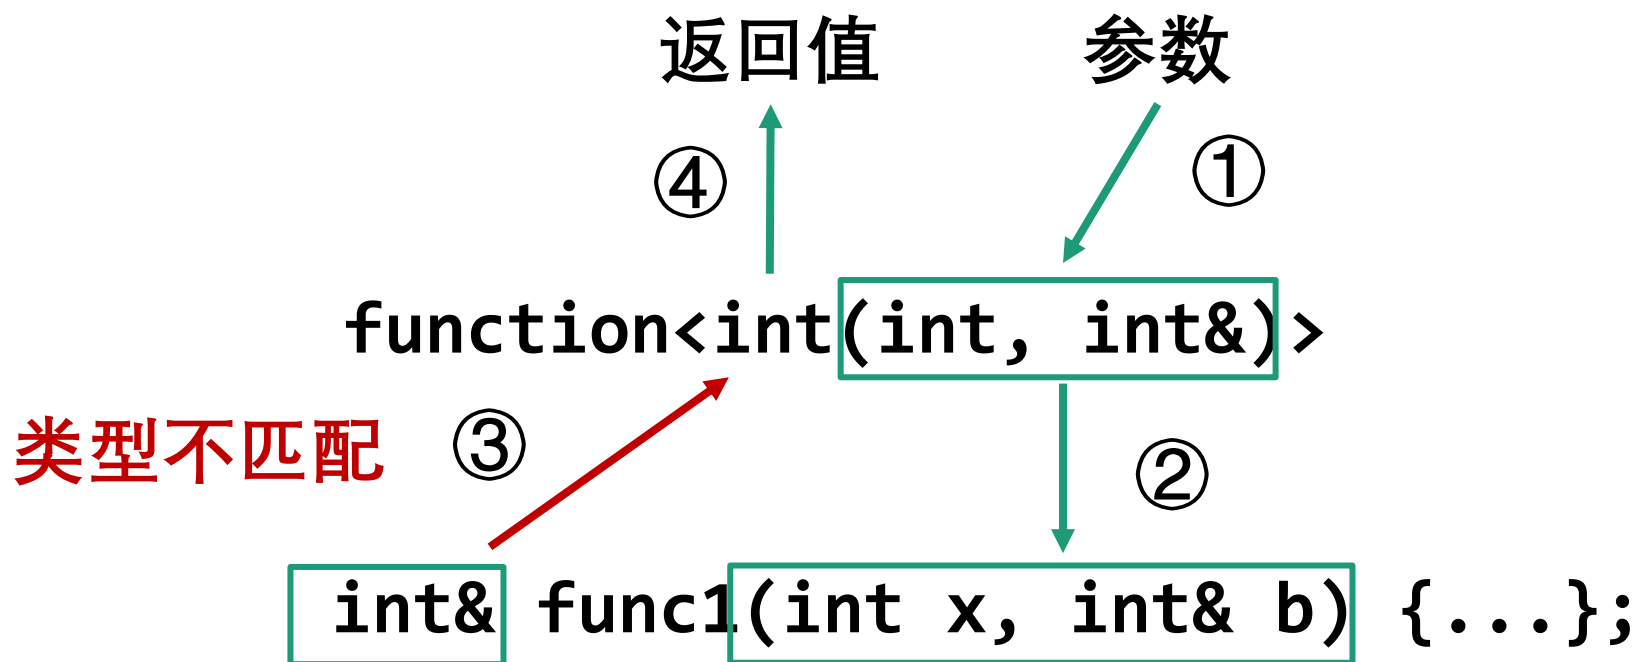 返回值 参数
④ ①
function<int(int, int&)>
类型不匹配 ③ ②
int& func1(int x, int& b) {...};